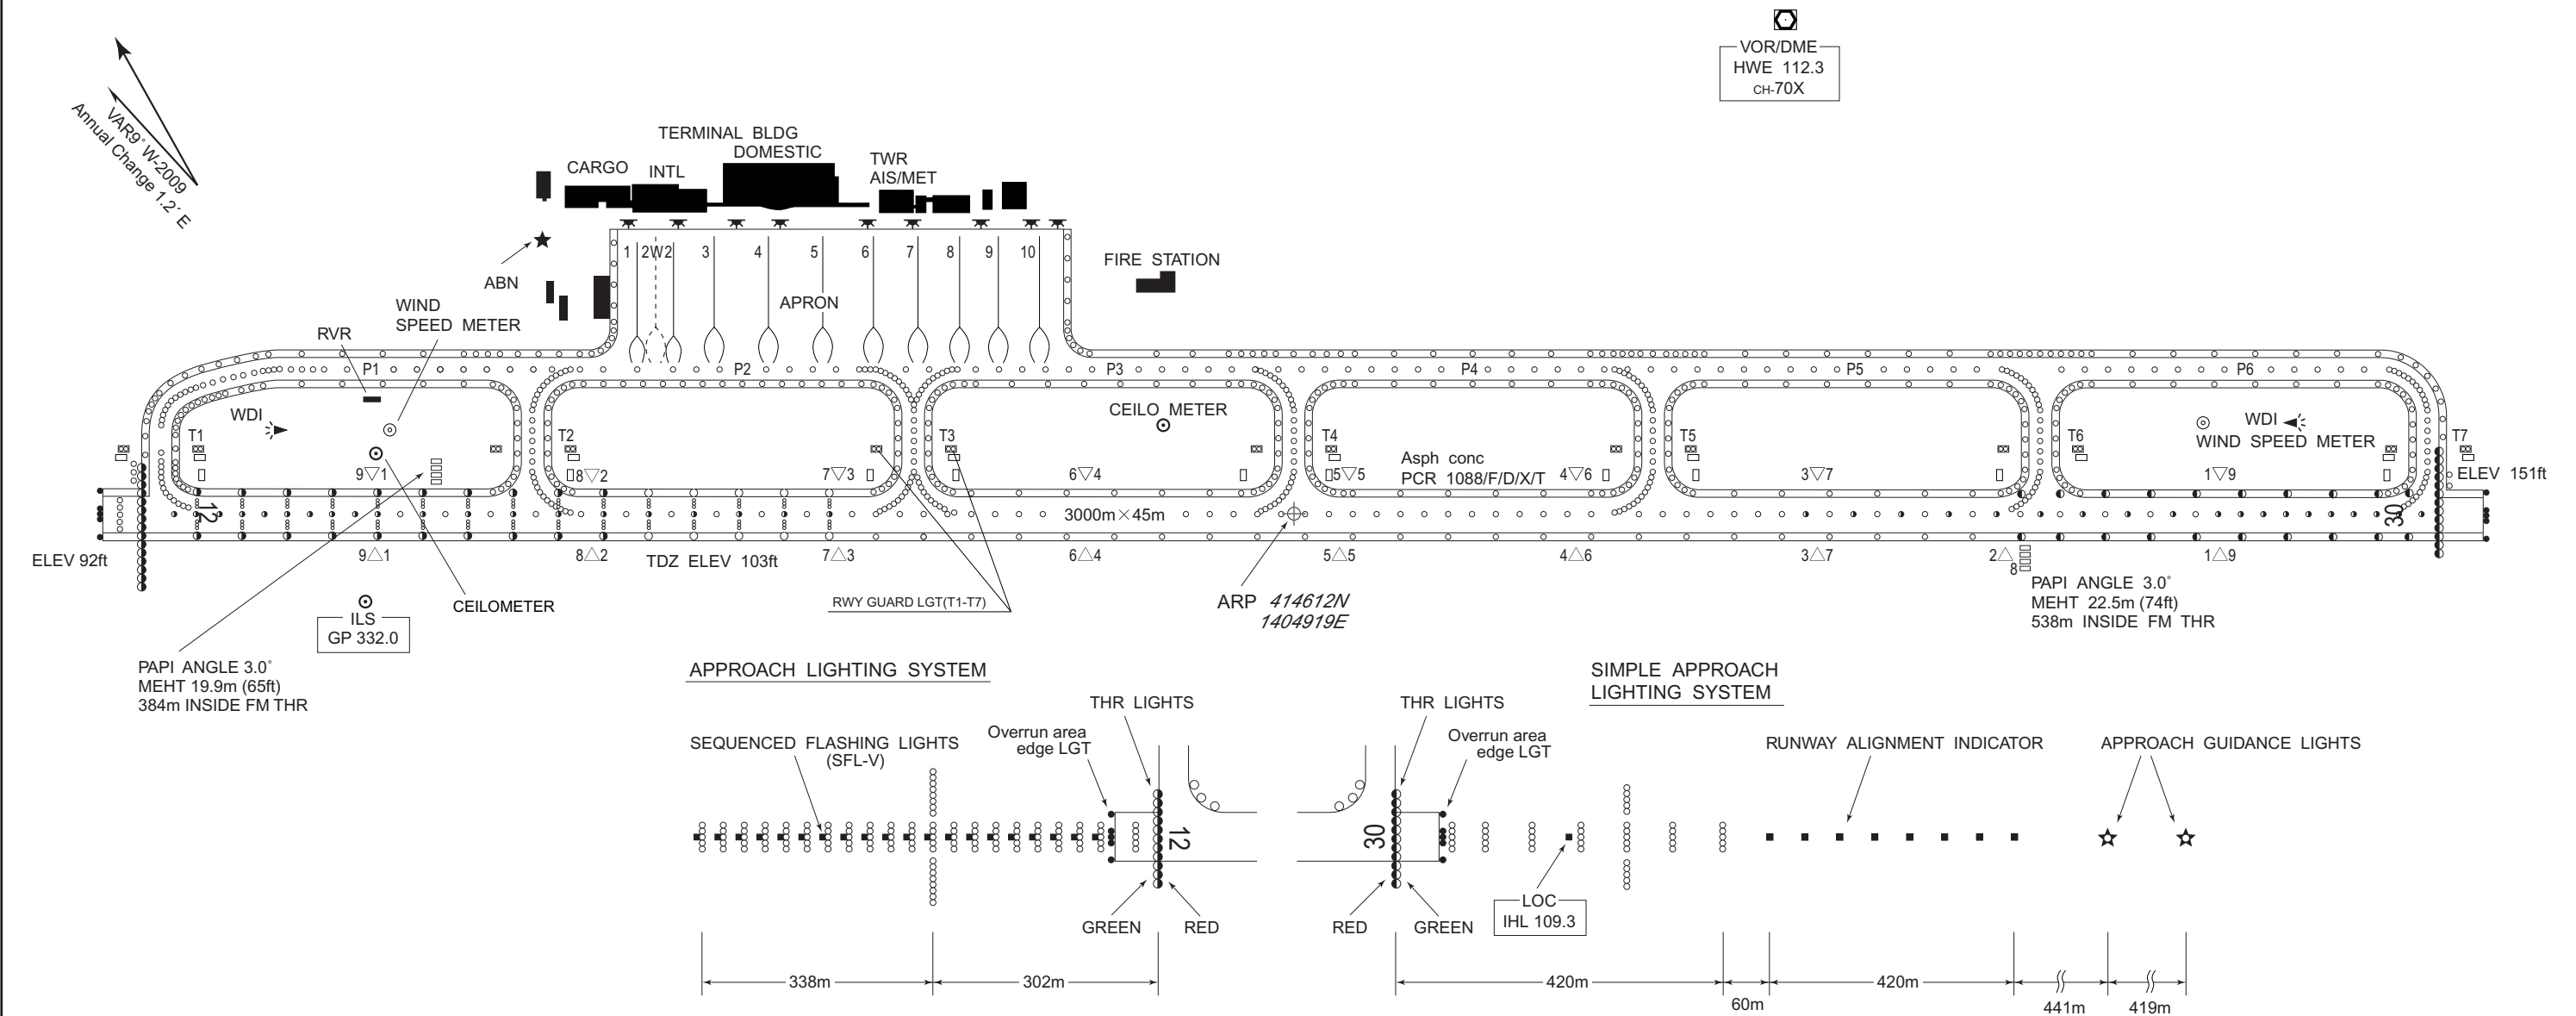 VOR/DME
HWE 112.3
CH-70X
VAR9° W-2009
Annual Change 1.2´ E
TERMINAL BLDG
DOMESTIC
CARGO
INTL
TWR
AIS/MET
ABN
1
2W
2
3
4
5
6
7
8
9
10
APRON
FIRE STATION
WIND
SPEED METER
RVR
P1
P2
P3
P4
P5
P6
WDI
CEILO METER
WDI
WIND SPEED METER
T1
T2
T3
T4
T5
T6
T7
Asph conc
PCR 1088/F/D/X/T
9▽1
8▽2
7▽3
6▽4
5▽5
4▽6
3▽7
1▽9
ELEV 151ft
12
3000m×45m
30
ELEV 92ft
9△1
8△2
TDZ ELEV 103ft
7△3
6△4
5△5
4△6
3△7
2△8
1△9
CEILOMETER
RWY GUARD LGT(T1-T7)
ARP 414612N
1404919E
ILS
GP 332.0
PAPI ANGLE 3.0°
MEHT 22.5m (74ft)
538m INSIDE FM THR
PAPI ANGLE 3.0°
MEHT 19.9m (65ft)
384m INSIDE FM THR
APPROACH LIGHTING SYSTEM
SIMPLE APPROACH
LIGHTING SYSTEM
THR LIGHTS
THR LIGHTS
SEQUENCED FLASHING LIGHTS
(SFL-V)
Overrun area
edge LGT
Overrun area
edge LGT
RUNWAY ALIGNMENT INDICATOR
APPROACH GUIDANCE LIGHTS
12
30
GREEN
RED
RED
GREEN
LOC
IHL 109.3
338m
302m
420m
60m
420m
441m
419m